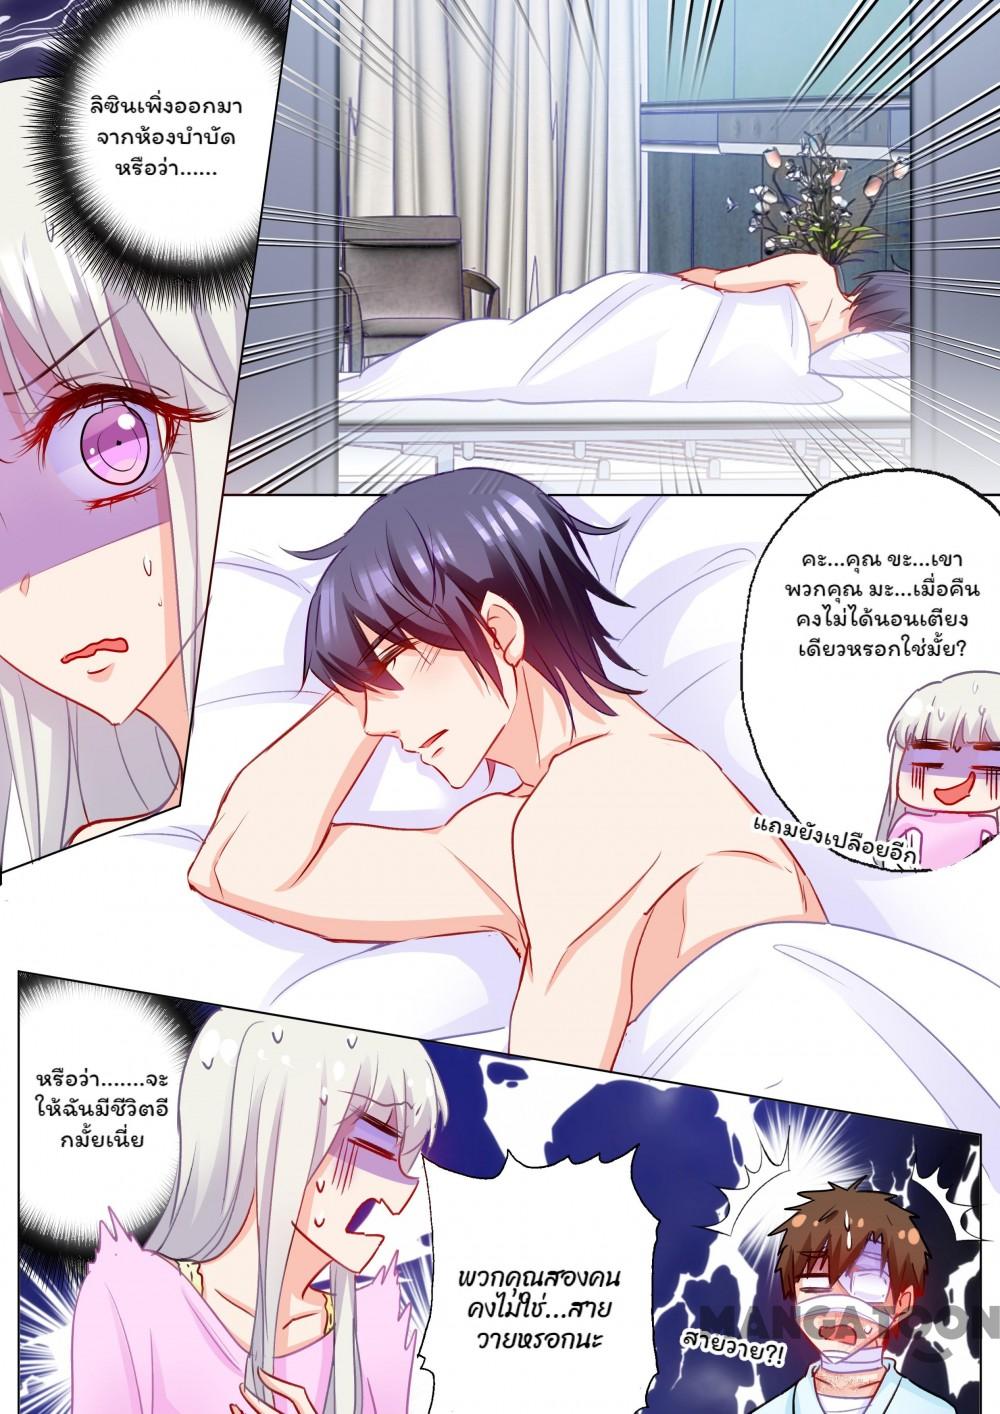 ลิซินเพิ่งออกมา
จากห้องบำบัด
หรือว่า......
คะ...คุณ ขะ...เขา
พวกคุณ มะ...เมื่อคืน
คงไม่ได้นอนเตียง
เดียวหรอกใช่มั้ย?
แถมยังเปลือยอีก
หรือว่า.......จะ
ให้ฉันมีชีวิตอี
กมั้ยเนี่ย
พวกคุณสองคน
คงไม่ใช่...สาย
วายหรอกนะ
สายวาย?!
MANGATOON